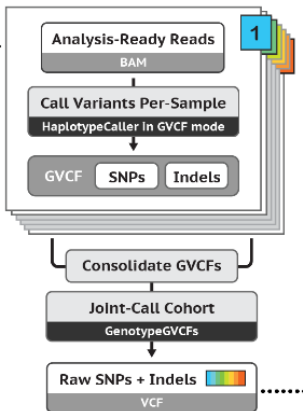 1
Analysis-Ready Reads
BAM
Call Variants Per-Sample
HaplotypeCaller in GVCF mode
GVCF SNPs Indels
Consolidate GVCFs
Joint-Call Cohort
GenotypeGVCFs
Raw SNPs + Indels
VCF